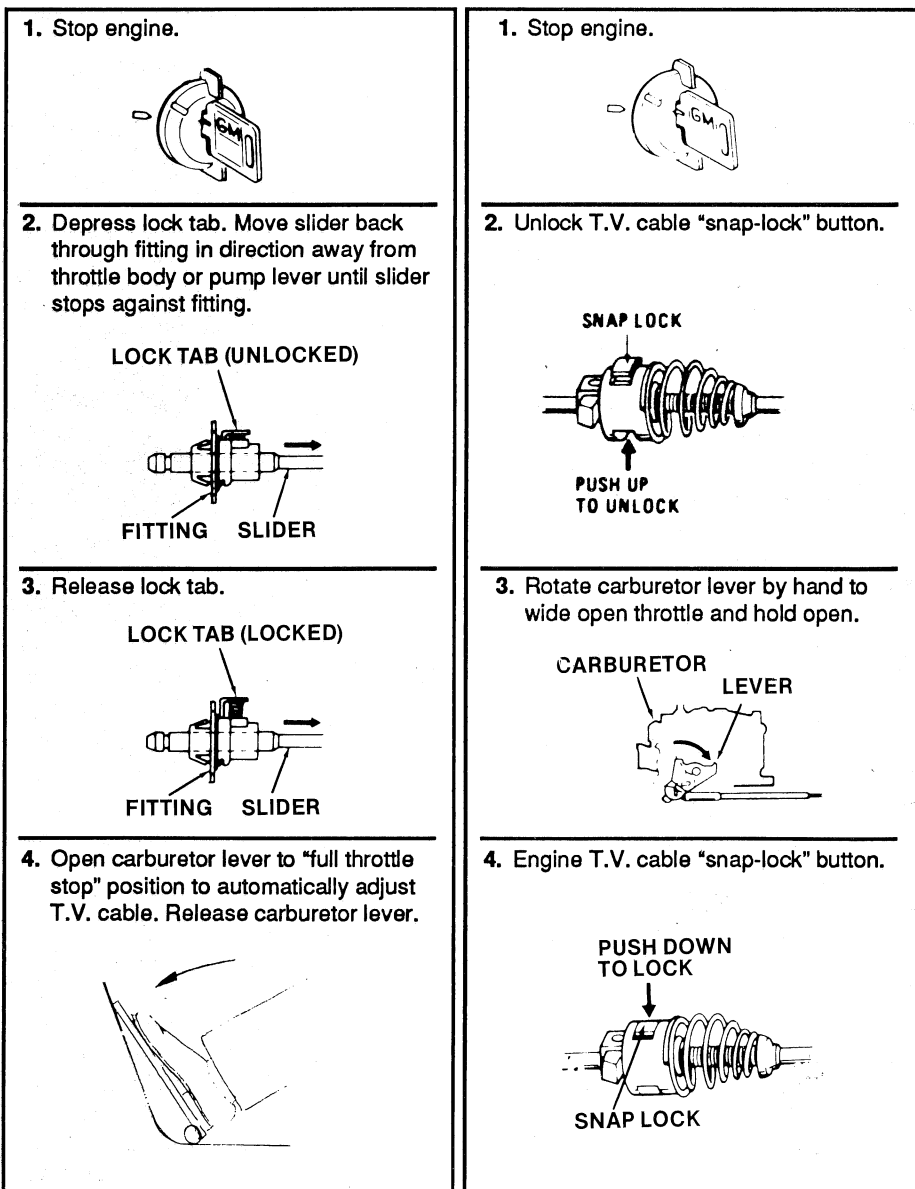 1. Stop engine.
GM
2. Depress lock tab. Move slider back
through fitting in direction away from
throttle body or pump lever until slider
stops against fitting.
LOCK TAB (UNLOCKED)
FITTING SLIDER
3. Release lock tab.
LOCK TAB (LOCKED)
FITTING SLIDER
4. Open carburetor lever to "full throttle
stop" position to automatically adjust
T.V. cable. Release carburetor lever.
1. Stop engine.
GM
2. Unlock T.V. cable "snap-lock" button.
SNAP LOCK
PUSH UP
TO UNLOCK
3. Rotate carburetor lever by hand to
wide open throttle and hold open.
CARBURETOR
LEVER
4. Engine T.V. cable "snap-lock" button.
PUSH DOWN
TO LOCK
SNAP LOCK